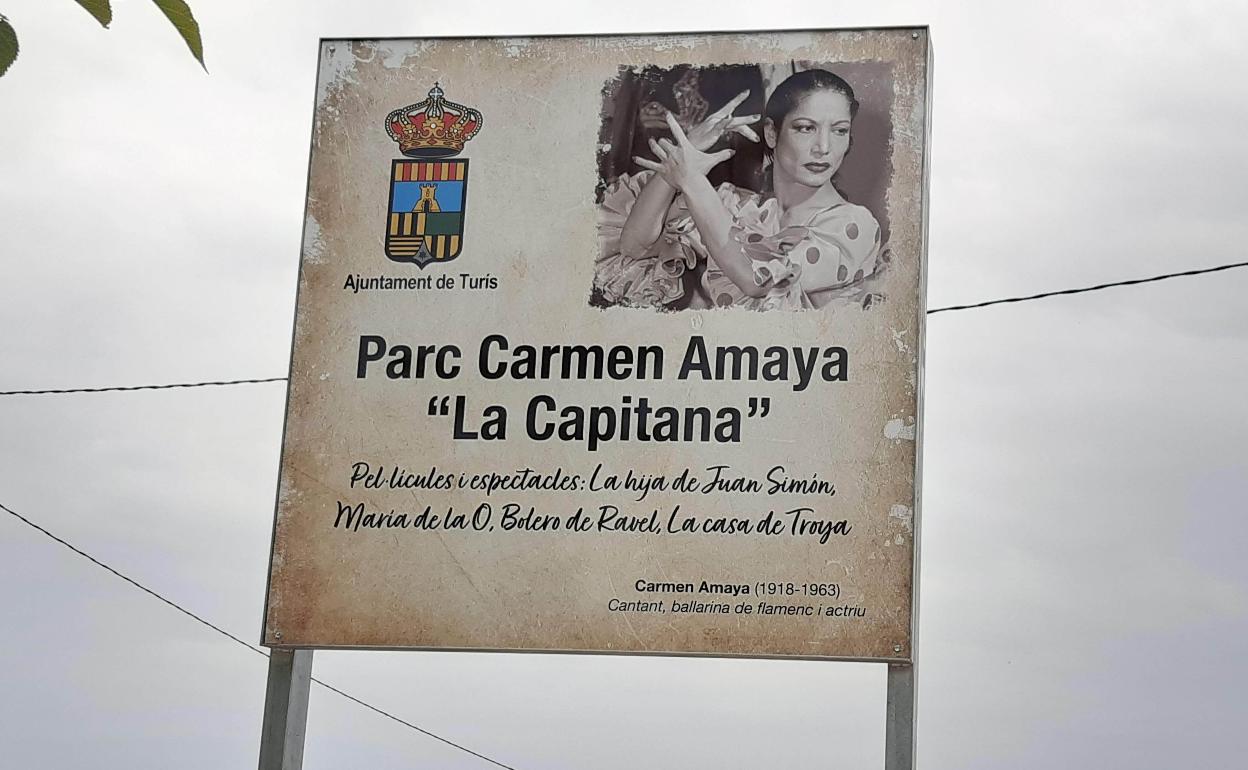 Ajuntament de Turís
Parc Carmen Amaya
“La Capitana”
Pel·lícules i espectacles: La hija de Juan Simón,
María de la O, Bolero de Ravel, La casa de Troya
Carmen Amaya (1918-1963)
Cantant, ballarina de flamenc i actriu